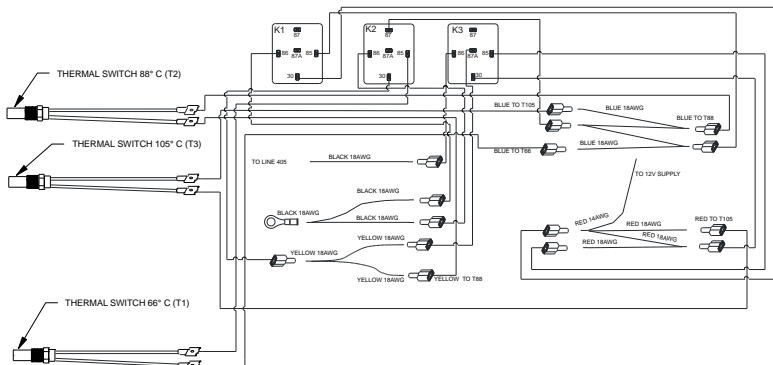 K1
87
86
87A
85
30
K2
87
86
87A
85
30
K3
87
86
87A
85
30
THERMAL SWITCH 88° C (T2)
THERMAL SWITCH 105° C (T3)
THERMAL SWITCH 66° C (T1)
BLUE TO T105
BLUE 18AWG
BLUE TO T88
BLUE TO T66
BLUE 18AWG
TO LINE 405
BLACK 18AWG
BLACK 18AWG
BLACK 18AWG
BLACK 18AWG
YELLOW 18AWG
YELLOW 18AWG
YELLOW 18AWG
YELLOW TO T88
TO 12V SUPPLY
RED 14AWG
RED 18AWG
RED TO T105
RED 18AWG
RED 18AWG